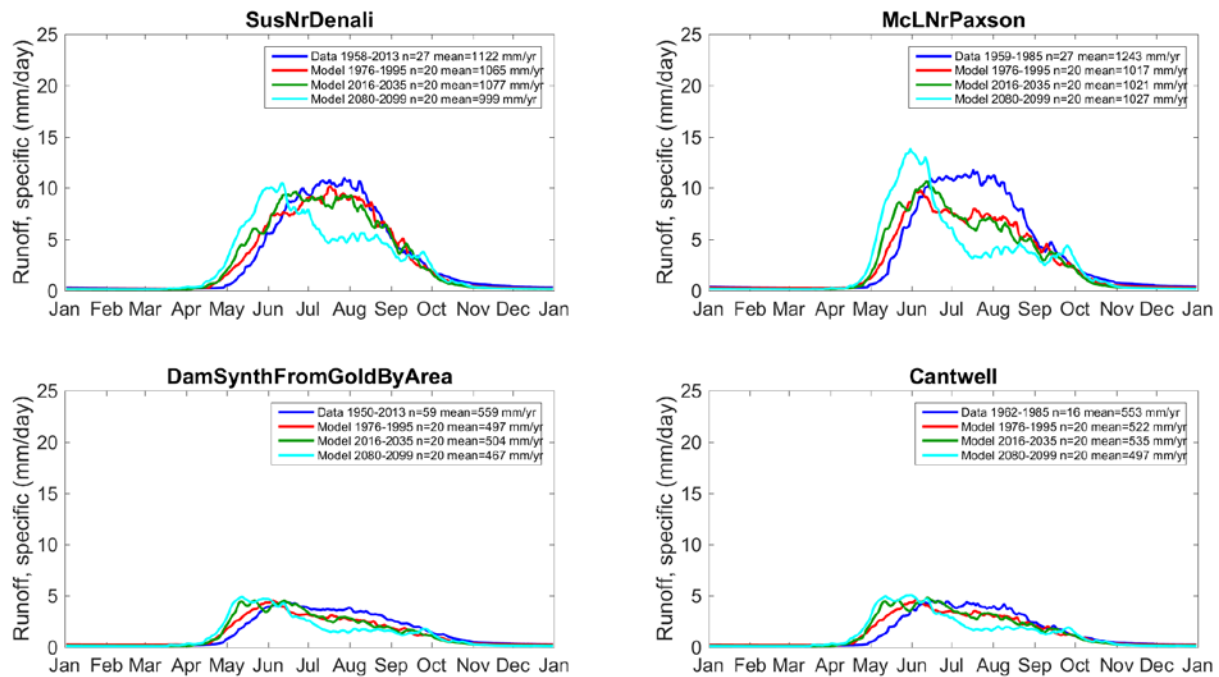 SusNrDenali
Runoff, specific (mm/day)
25
20
15
10
5
0
Data 1958-2013 n=27 mean=1122 mm/yr
Model 1976-1995 n=20 mean=1065 mm/yr
Model 2016-2035 n=20 mean=1077 mm/yr
Model 2080-2099 n=20 mean=999 mm/yr
Jan Feb Mar Apr May Jun Jul Aug Sep Oct Nov Dec Jan
McLNrPaxson
Runoff, specific (mm/day)
25
20
15
10
5
0
Data 1959-1985 n=27 mean=1243 mm/yr
Model 1976-1995 n=20 mean=1017 mm/yr
Model 2016-2035 n=20 mean=1021 mm/yr
Model 2080-2099 n=20 mean=1027 mm/yr
Jan Feb Mar Apr May Jun Jul Aug Sep Oct Nov Dec Jan
DamSynthFromGoldByArea
Runoff, specific (mm/day)
25
20
15
10
5
0
Data 1950-2013 n=59 mean=559 mm/yr
Model 1976-1995 n=20 mean=497 mm/yr
Model 2016-2035 n=20 mean=504 mm/yr
Model 2080-2099 n=20 mean=467 mm/yr
Jan Feb Mar Apr May Jun Jul Aug Sep Oct Nov Dec Jan
Cantwell
Runoff, specific (mm/day)
25
20
15
10
5
0
Data 1962-1985 n=16 mean=553 mm/yr
Model 1976-1995 n=20 mean=522 mm/yr
Model 2016-2035 n=20 mean=535 mm/yr
Model 2080-2099 n=20 mean=497 mm/yr
Jan Feb Mar Apr May Jun Jul Aug Sep Oct Nov Dec Jan